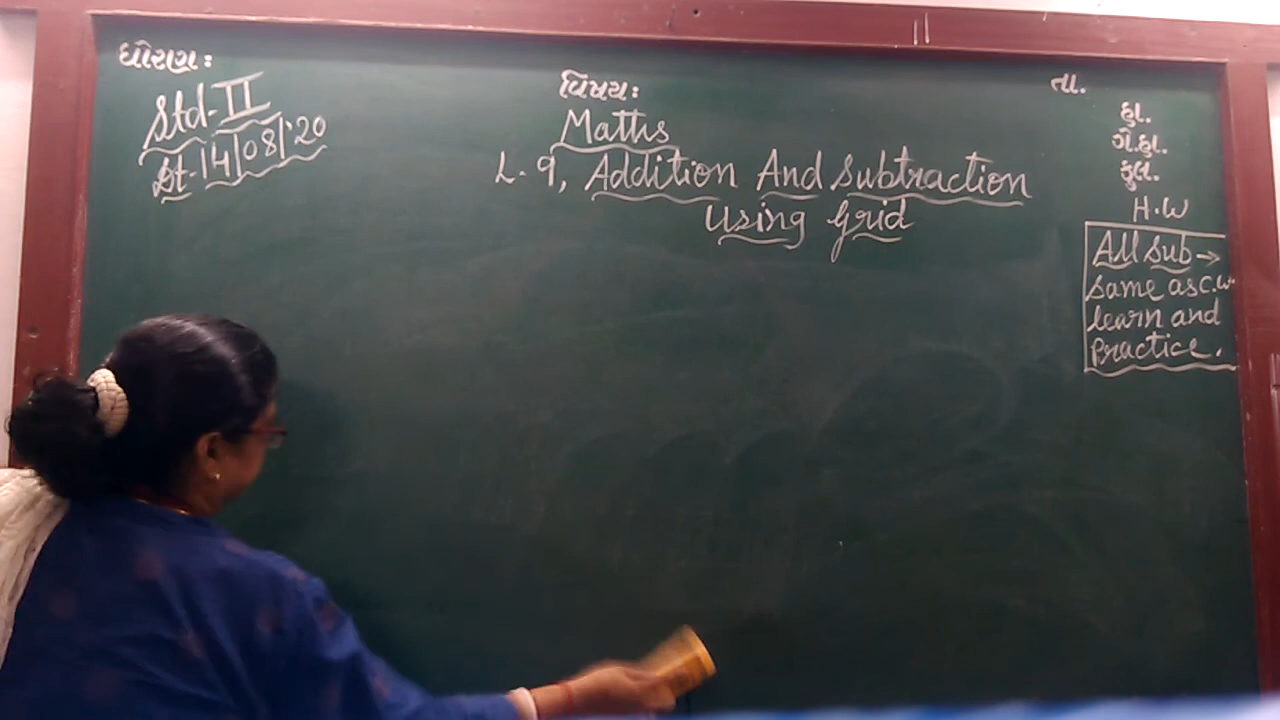 ધોરણ:
Std-II
Dt-14/08/'20
વિષય:
Maths
L-9, Addition And Subtraction
Using Grid
તા.
હા.
ગે.હા.
કુલ.
H.W
All sub→
same as C.W.
learn and
Practice.